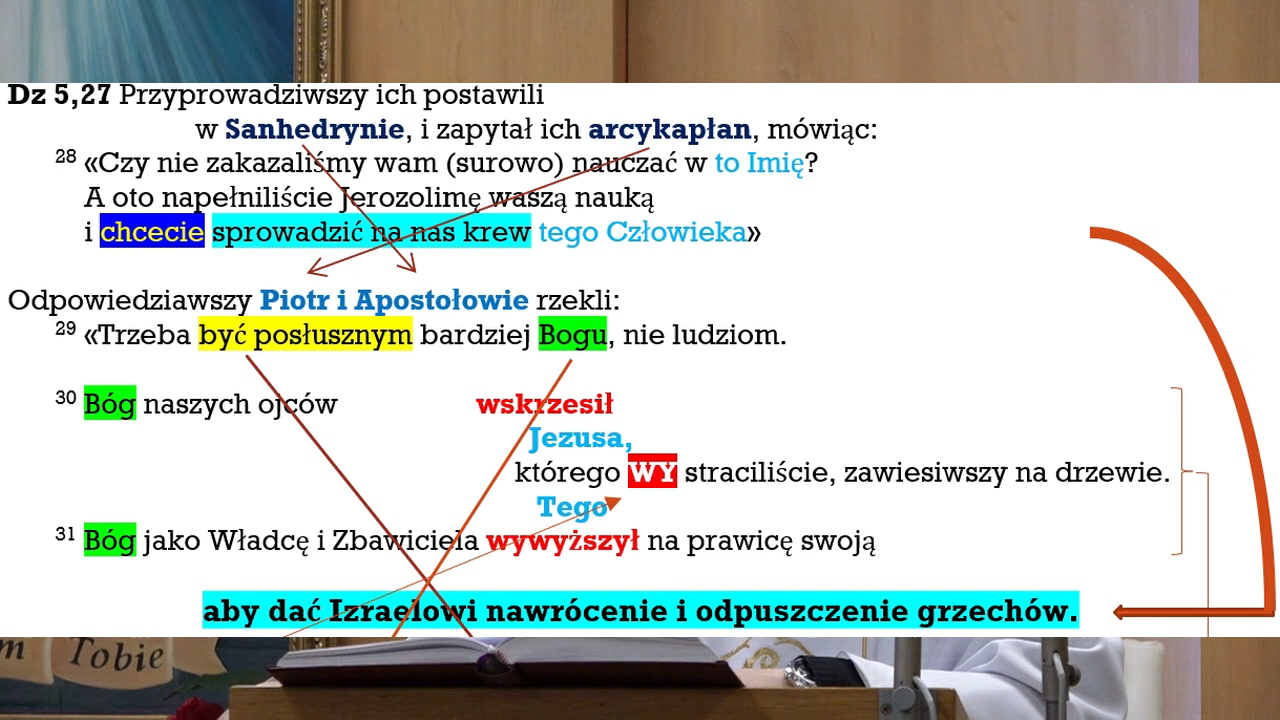 Dz 5,27 Przyprowadziwszy ich postawili
w Sanhedrynie, i zapytał ich arcykapłan, mówiąc:
28 «Czy nie zakazaliśmy wam (surowo) nauczać w to Imię?
A oto napełniliście Jerozolimę waszą nauką
i chcecie sprowadzić na nas krew tego Człowieka»
Odpowiedziawszy Piotr i Apostołowie rzekli:
29 «Trzeba być posłusznym bardziej Bogu, nie ludziom.
30 Bóg naszych ojców wskrzesił
Jezusa,
którego WY straciliście, zawiesiwszy na drzewie.
Tego
31 Bóg jako Władcę i Zbawiciela wywyższył na prawicę swoją
aby dać Izraelowi nawrócenie i odpuszczenie grzechów.
Tobie